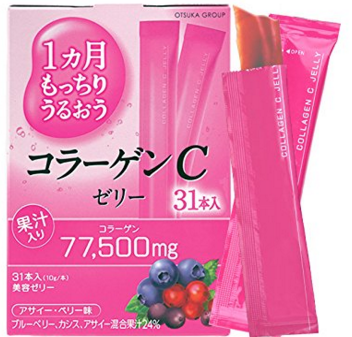 OTSUKA GROUP
1ヵ月
もっちり
うるおう
COLLAGEN C JELLY
コラーゲンC
ゼリー
31本入
果汁
入り
コラーゲン
77,500mg
31本入(10g/本)
美容ゼリー
アサイー・ベリー味
ブルーベリー、カシス、アサイー混合果汁24%
OPEN
COLLAGEN C JELLY
COLLAGEN C JELLY